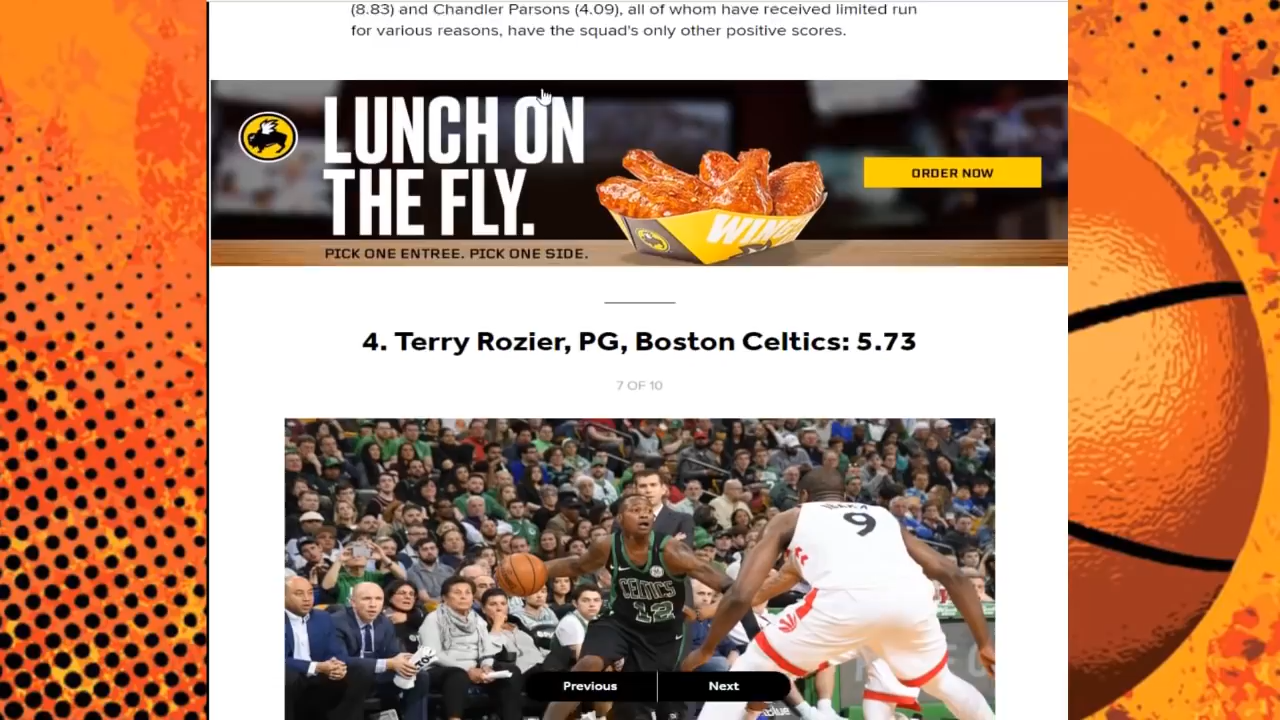 (8.83) and Chandler Parsons (4.09), all of whom have received limited run
for various reasons, have the squad's only other positive scores.
LUNCH ON
THE FLY.
PICK ONE ENTREE. PICK ONE SIDE.
WING
ORDER NOW
4. Terry Rozier, PG, Boston Celtics: 5.73
7 OF 10
9
CELTICS
12
Previous
Next